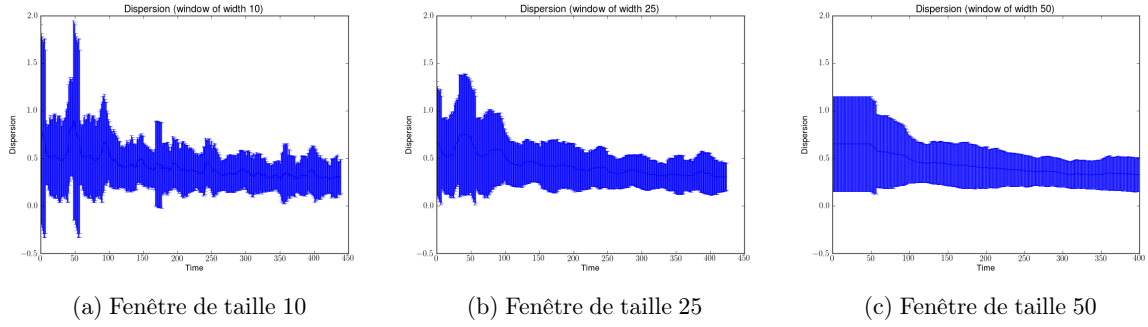 Dispersion (window of width 10)
2.0
1.5
1.0
0.5
0.0
−0.5
Dispersion
0 50 100 150 200 250 300 350 400 450
Time
(a) Fenêtre de taille 10
Dispersion (window of width 25)
2.0
1.5
1.0
0.5
0.0
−0.5
Dispersion
0 50 100 150 200 250 300 350 400 450
Time
(b) Fenêtre de taille 25
Dispersion (window of width 50)
2.0
1.5
1.0
0.5
0.0
−0.5
Dispersion
0 50 100 150 200 250 300 350 400
Time
(c) Fenêtre de taille 50